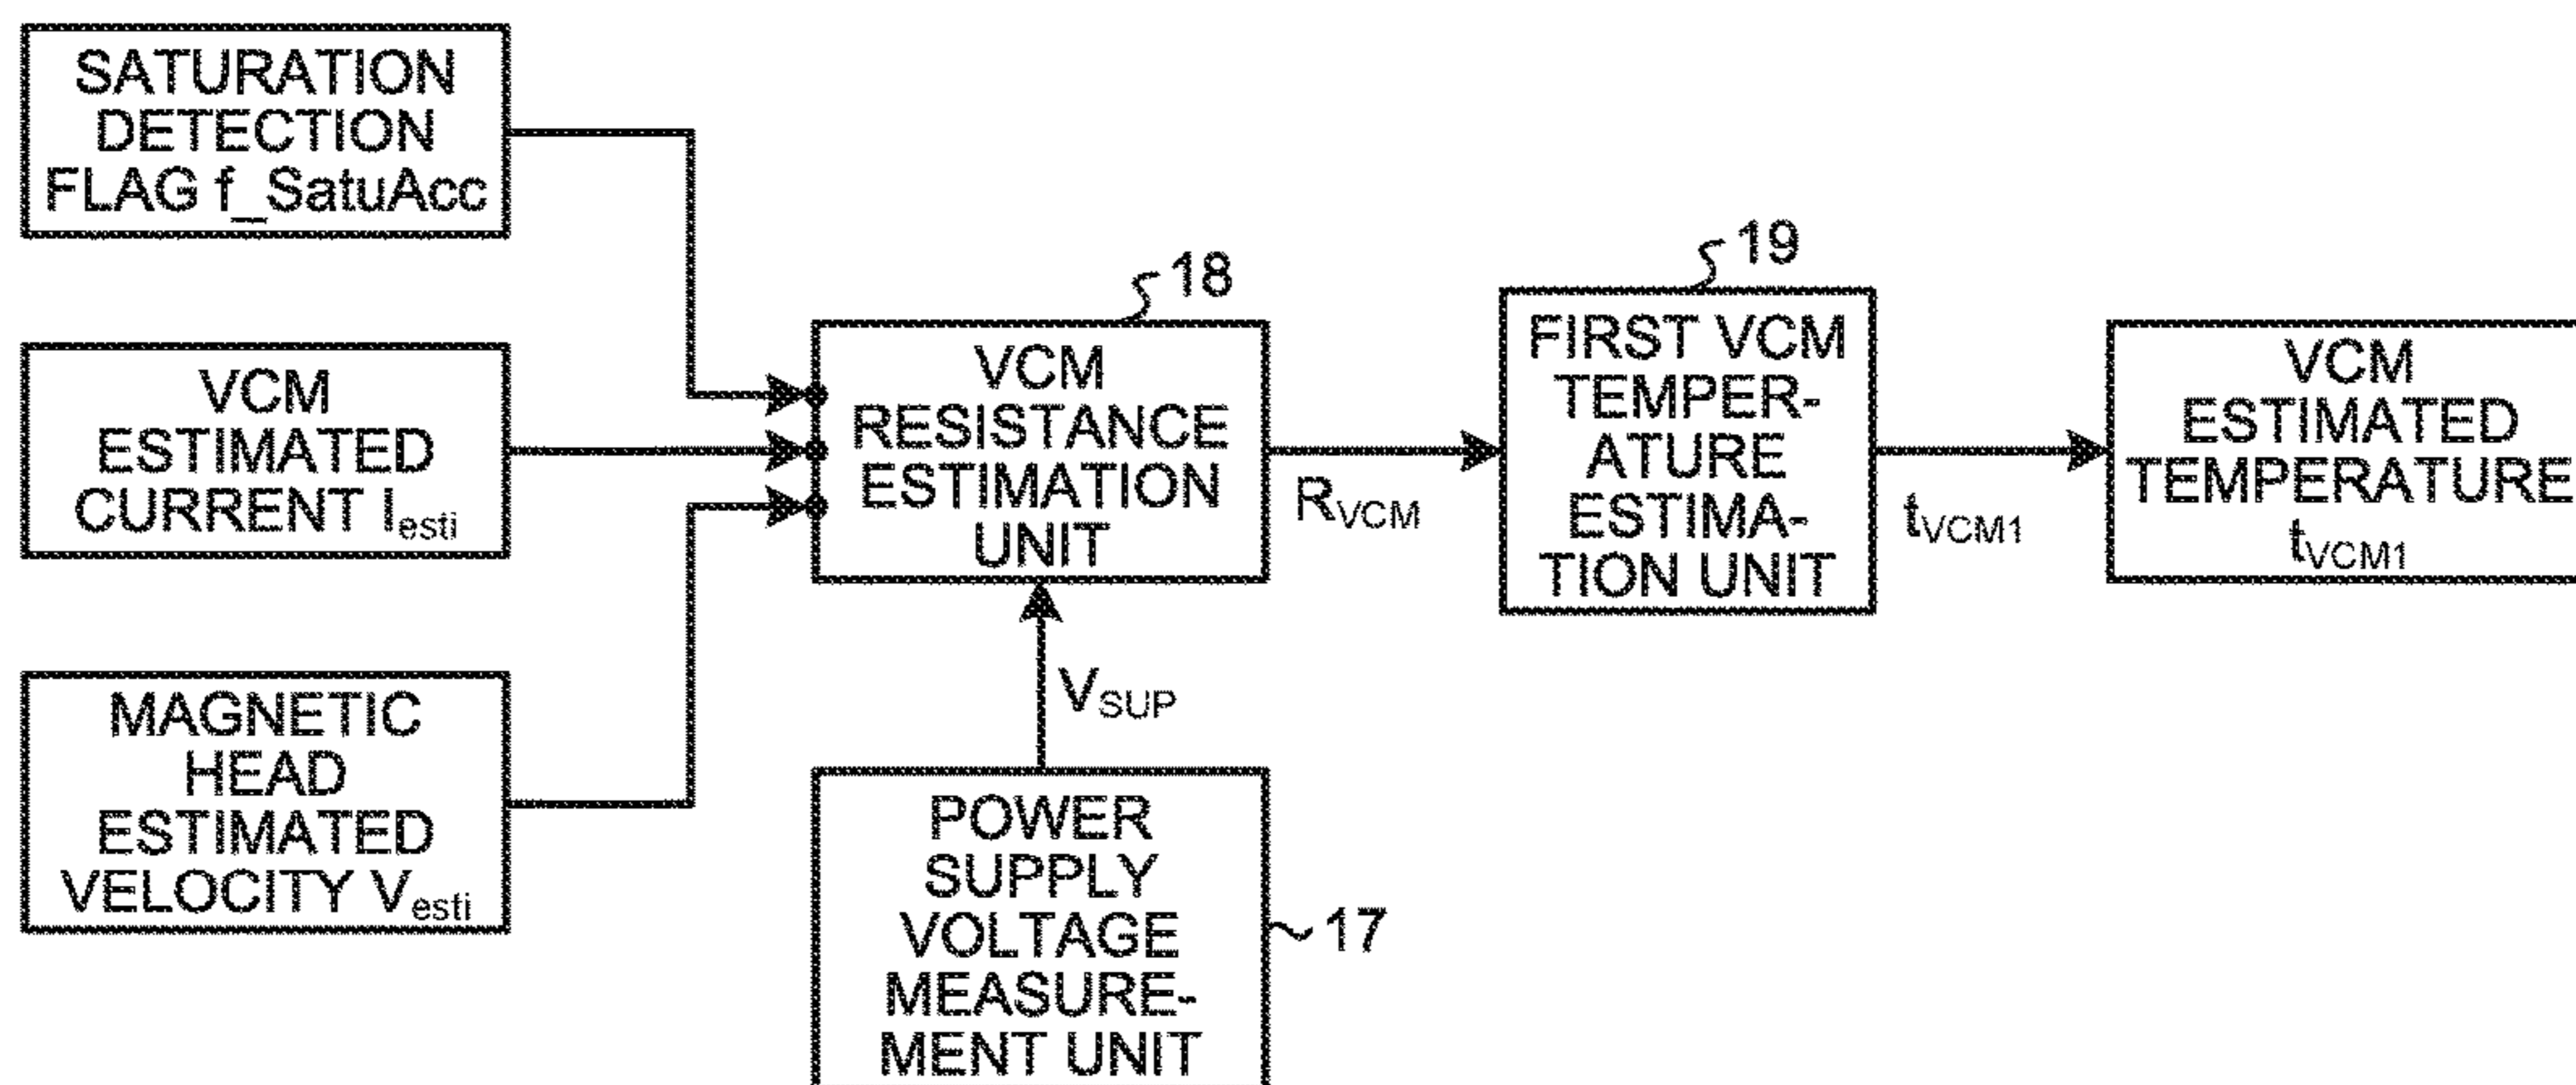 SATURATION
DETECTION
FLAG f_SatuAcc
VCM
ESTIMATED
CURRENT Iesti
MAGNETIC
HEAD
ESTIMATED
VELOCITY Vesti
18
VCM
RESISTANCE
ESTIMATION
UNIT
VSUP
POWER
SUPPLY
VOLTAGE
MEASURE-
MENT UNIT
17
RVCM
19
FIRST VCM
TEMPER-
ATURE
ESTIMA-
TION UNIT
tVCM1
VCM
ESTIMATED
TEMPERATURE
tVCM1